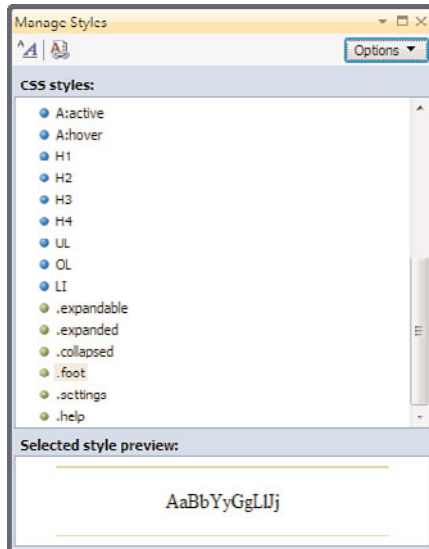 Manage Styles
Options
CSS styles:
A:active
A:hover
H1
H2
H3
H4
UL
OL
LI
.expandable
.expanded
.collapsed
.foot
.settings
.help
Selected style preview:
AaBbYyGgLlJj